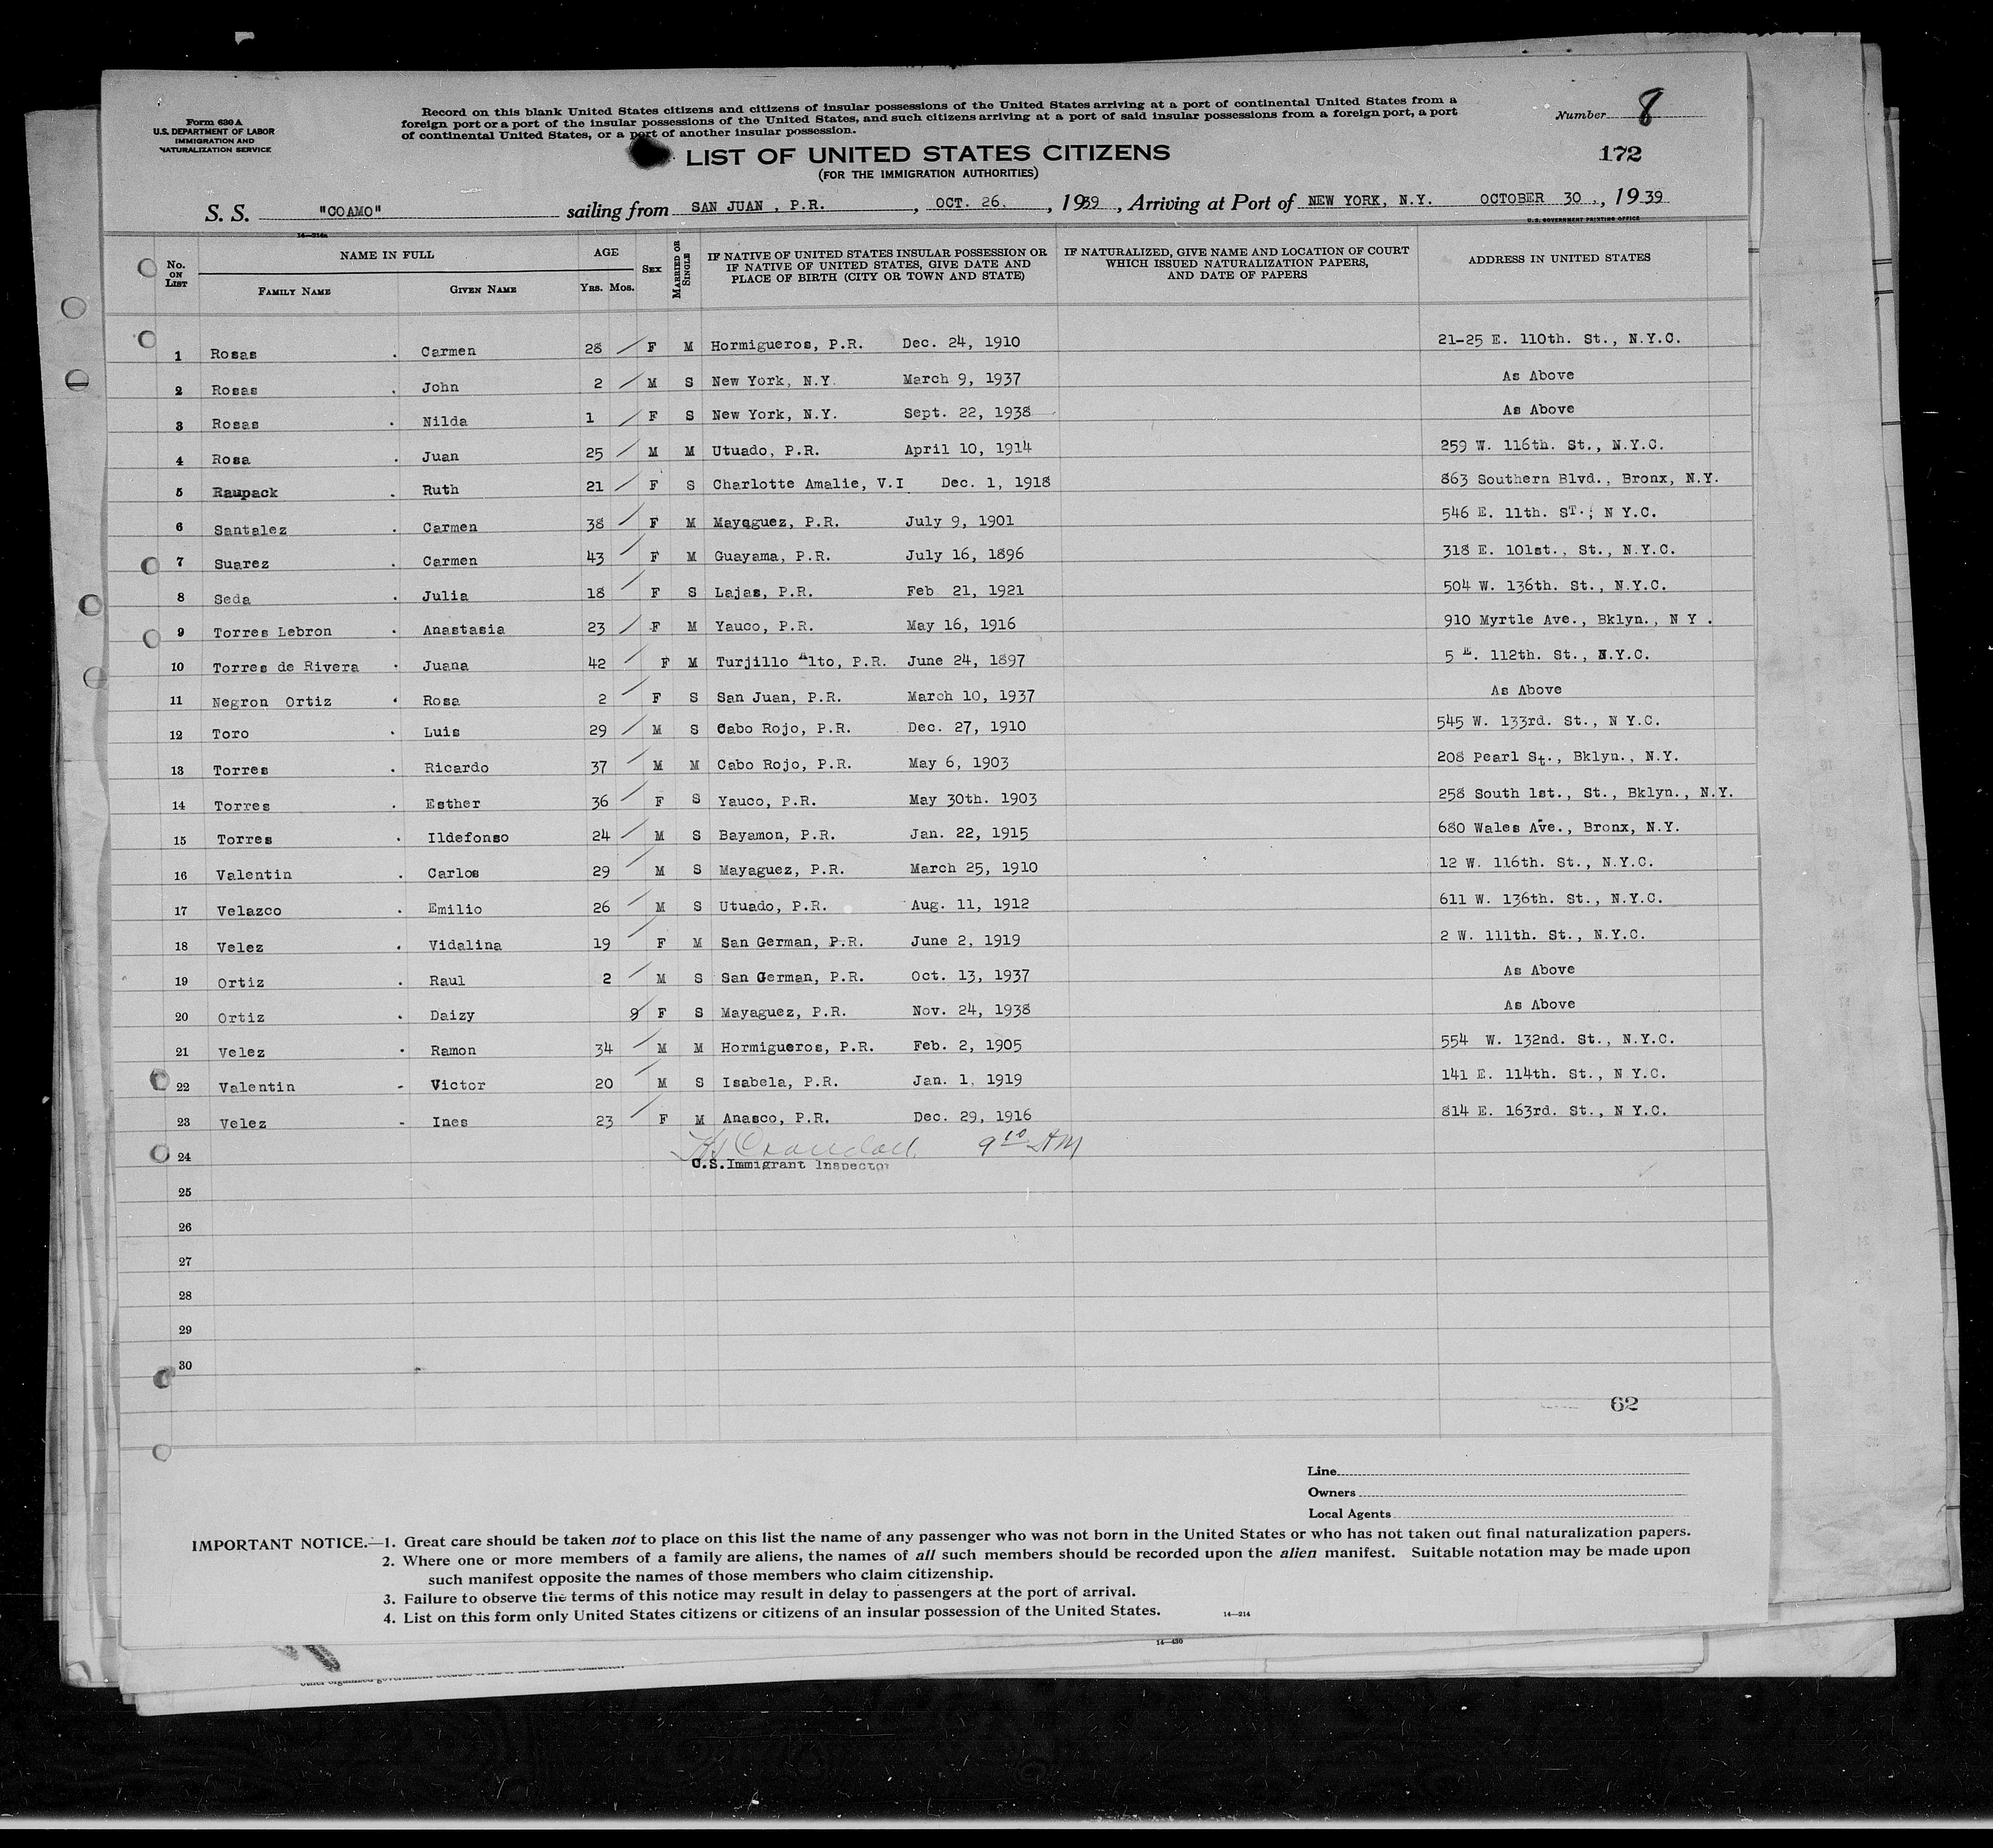 Form 630 A
U.S. DEPARTMENT OF LABOR
IMMIGRATION AND
NATURALIZATION SERVICE
Record on this blank United States citizens and citizens of insular possessions of the United States arriving at a port of continental United States from a
foreign port or a port of the insular possessions of the United States, and such citizens arriving at a port of said insular possessions from a foreign port, a port
of continental United States, or a port of another insular possession.
Number 8
LIST OF UNITED STATES CITIZENS
172
(FOR THE IMMIGRATION AUTHORITIES)
S. S. "COAMO" sailing from SAN JUAN , P.R. , OCT. 26. , 1939 , Arriving at Port of NEW YORK, N.Y. OCTOBER 30 ., 1939
14—214a
U.S. GOVERNMENT PRINTING OFFICE
No. ON LIST NAME IN FULL FAMILY NAME GIVEN NAME AGE YRS. MOS. SEX MARRIED OR SINGLE IF NATIVE OF UNITED STATES INSULAR POSSESSION OR IF NATIVE OF UNITED STATES, GIVE DATE AND PLACE OF BIRTH (CITY OR TOWN AND STATE) IF NATURALIZED, GIVE NAME AND LOCATION OF COURT WHICH ISSUED NATURALIZATION PAPERS, AND DATE OF PAPERS ADDRESS IN UNITED STATES
1 Rosas . Carmen 28 F M Hormigueros, P.R. Dec. 24, 1910 21-25 E. 110th. St., N.Y.C.
2 Rosas . John 2 M S New York, N.Y. March 9, 1937 As Above
3 Rosas . Nilda 1 F S New York, N.Y. Sept. 22, 1938 As Above
4 Rosa . Juan 25 M M Utuado, P.R. April 10, 1914 259 W. 116th. St., N.Y.C.
5 Raupack . Ruth 21 F S Charlotte Amalie, V.I Dec. 1, 1918 863 Southern Blvd., Bronx, N.Y.
6 Santalez . Carmen 38 F M Mayaguez, P.R. July 9, 1901 546 E. 11th. ST.; N Y.C.
7 Suarez . Carmen 43 F M Guayama, P.R. July 16, 1896 318 E. 101st., St., N.Y.C.
8 Seda . Julia 18 F S Lajas, P.R. Feb 21, 1921 504 W. 136th. St., N.Y.C.
9 Torres Lebron . Anastasia 23 F M Yauco, P.R. May 16, 1916 910 Myrtle Ave., Bklyn., N Y .
10 Torres de Rivera . Juana 42 F M Turjillo Alto, P.R. June 24, 1897 5 E. 112th. St., N.Y.C.
11 Negron Ortiz . Rosa 2 F S San Juan, P.R. March 10, 1937 As Above
12 Toro . Luis 29 M S Cabo Rojo, P.R. Dec. 27, 1910 545 W. 133rd. St., N Y.C.
13 Torres . Ricardo 37 M M Cabo Rojo, P.R. May 6, 1903 208 Pearl St., Bklyn., N.Y.
14 Torres . Esther 36 F S Yauco, P.R. May 30th. 1903 258 South 1st., St., Bklyn., N.Y.
15 Torres . Ildefonso 24 M S Bayamon, P.R. Jan. 22, 1915 680 Wales Ave., Bronx, N.Y.
16 Valentin . Carlos 29 M S Mayaguez, P.R. March 25, 1910 12 W. 116th. St., N.Y.C.
17 Velazco . Emilio 26 M S Utuado, P.R. Aug. 11, 1912 611 W. 136th. St., N.Y.C.
18 Velez . Vidalina 19 F M San German, P.R. June 2, 1919 2 W. 111th. St., N.Y.C.
19 Ortiz . Raul 2 M S San German, P.R. Oct. 13, 1937 As Above
20 Ortiz . Daizy 9 F S Mayaguez, P.R. Nov. 24, 1938 As Above
21 Velez . Ramon 34 M M Hormigueros, P.R. Feb. 2, 1905 554 W. 132nd. St., N.Y.C.
22 Valentin - Victor 20 M S Isabela, P.R. Jan. 1, 1919 141 E. 114th. St., N Y.C.
23 Velez - Ines 23 F M Anasco, P.R. Dec. 29, 1916 814 E. 163rd. St., N Y.C.
24 9 10 AM
U.S. Immigrant Inspector
25
26
27
28
29
30
62
Line
Owners
Local Agents
IMPORTANT NOTICE.—1. Great care should be taken not to place on this list the name of any passenger who was not born in the United States or who has not taken out final naturalization papers.
2. Where one or more members of a family are aliens, the names of all such members should be recorded upon the alien manifest. Suitable notation may be made upon
such manifest opposite the names of those members who claim citizenship.
3. Failure to observe the terms of this notice may result in delay to passengers at the port of arrival.
4. List on this form only United States citizens or citizens of an insular possession of the United States.
14—214
14—430